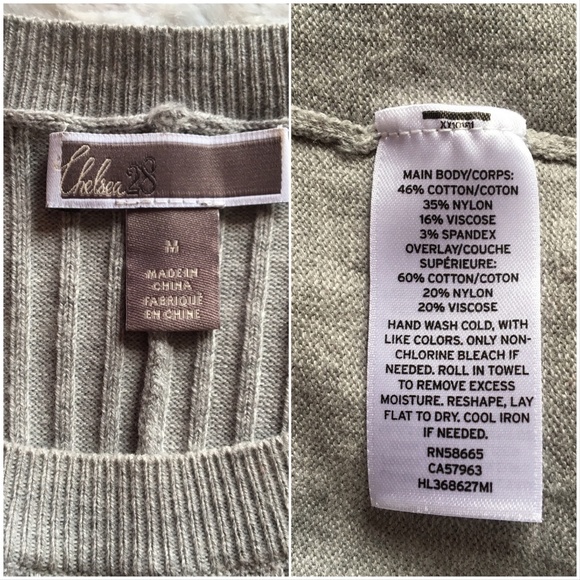 Chelsea28
M
MADE IN
CHINA
FABRIQUÉ
EN CHINE
MAIN BODY/CORPS:
46% COTTON/COTON
35% NYLON
16% VISCOSE
3% SPANDEX
OVERLAY/COUCHE
SUPÉRIEURE:
60% COTTON/COTON
20% NYLON
20% VISCOSE
HAND WASH COLD, WITH
LIKE COLORS. ONLY NON-
CHLORINE BLEACH IF
NEEDED. ROLL IN TOWEL
TO REMOVE EXCESS
MOISTURE. RESHAPE, LAY
FLAT TO DRY. COOL IRON
IF NEEDED.
RN58665
CA57963
HL368627MI